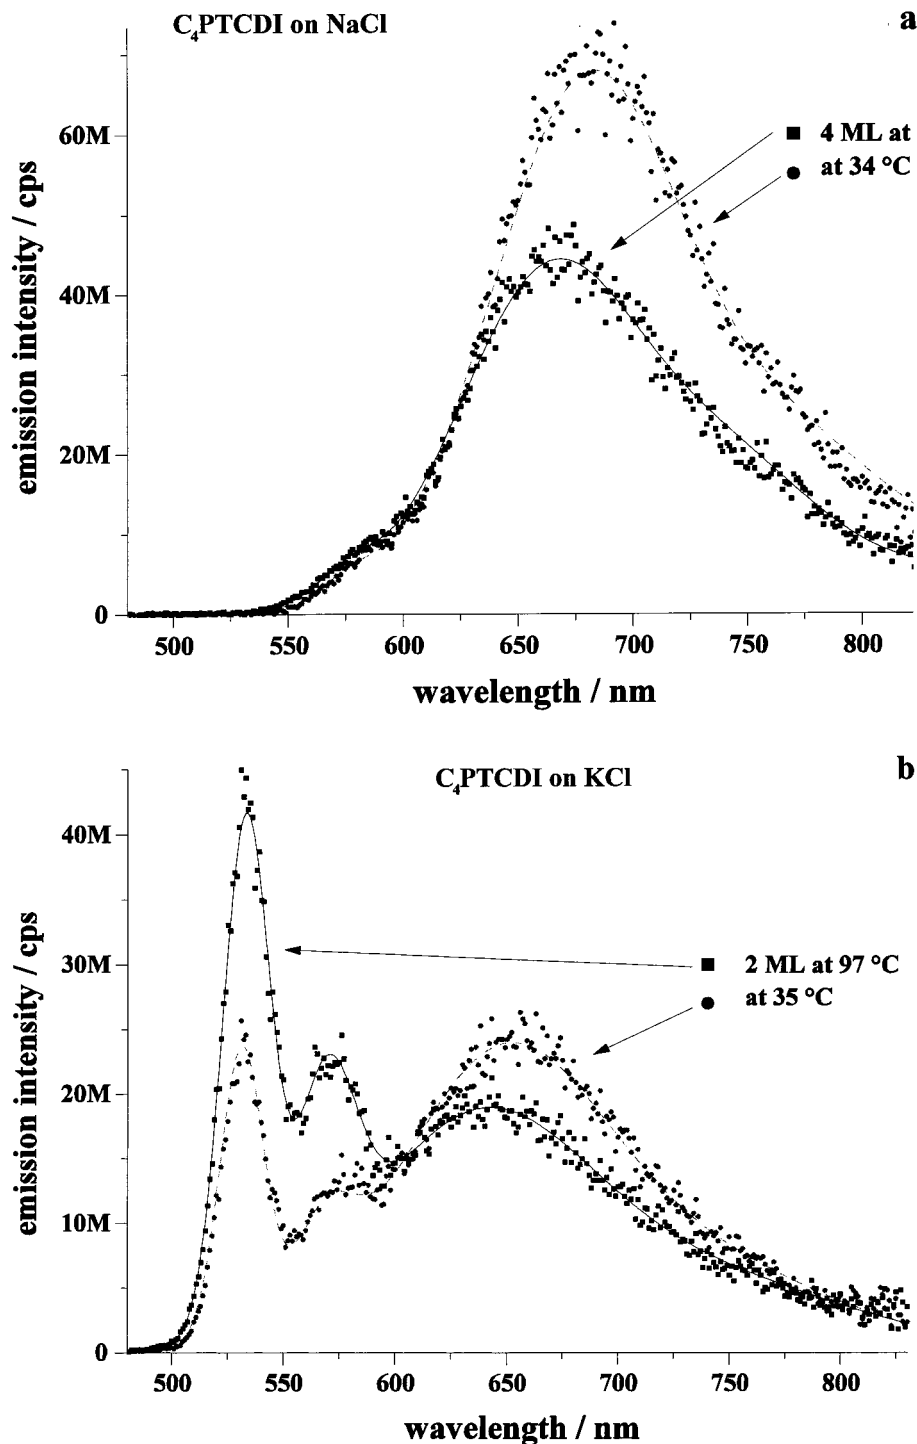 C₄PTCDI on NaCl
a
60M
40M
20M
0
emission intensity / cps
4 ML at
at 34 °C
500 550 600 650 700 750 800
wavelength / nm
C₄PTCDI on KCl
b
40M
30M
20M
10M
0
emission intensity / cps
2 ML at 97 °C
at 35 °C
500 550 600 650 700 750 800
wavelength / nm